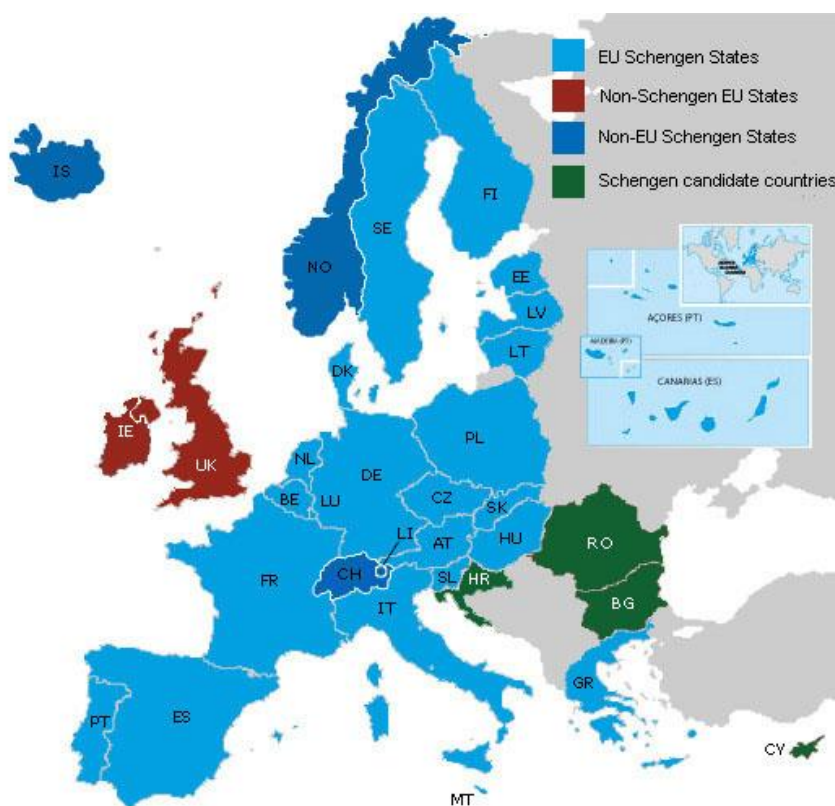 EU Schengen States
Non-Schengen EU States
Non-EU Schengen States
Schengen candidate countries
IS
FI
SE
NO
EE
LV
LT
AÇORES (PT)
MADEIRA (PT)
CANARIAS (ES)
DK
IE
UK
NL
PL
BE
LU
DE
CZ
SK
LI
AT
HU
RO
FR
CH
SL
HR
IT
BG
GR
PT
ES
CY
MT